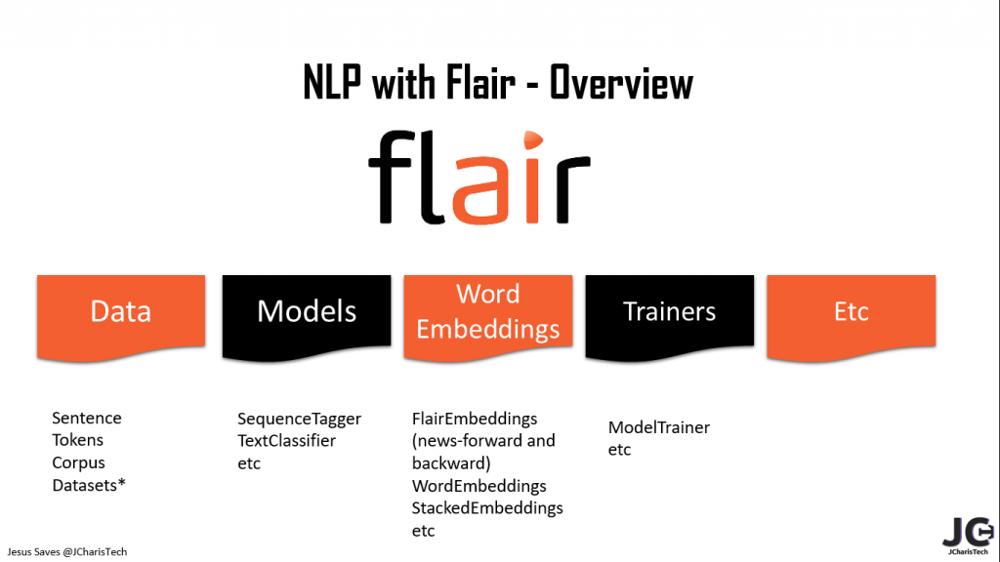 NLP with Flair - Overview
flair
Data
Models
Word
Embeddings
Trainers
Etc
Sentence
Tokens
Corpus
Datasets*
SequenceTagger
TextClassifier
etc
FlairEmbeddings
(news-forward and
backward)
WordEmbeddings
StackedEmbeddings
etc
ModelTrainer
etc
Jesus Saves @JCharisTech
JC
JCharisTech